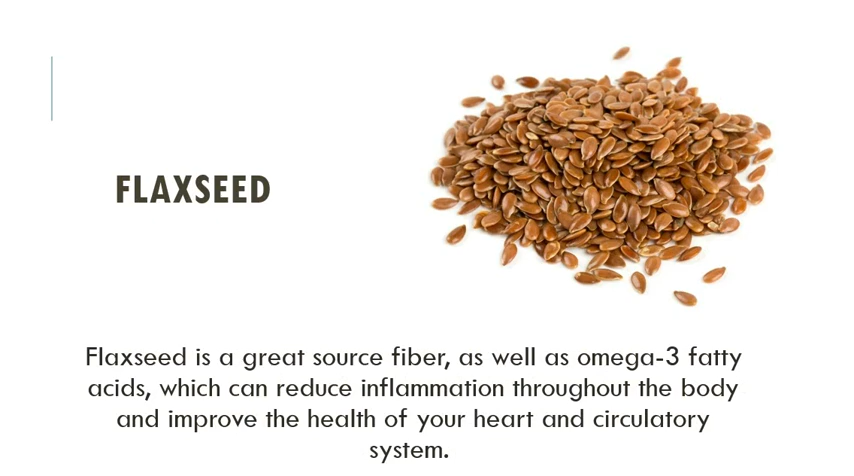 FLAXSEED
Flaxseed is a great source fiber, as well as omega-3 fatty
acids, which can reduce inflammation throughout the body
and improve the health of your heart and circulatory
system.